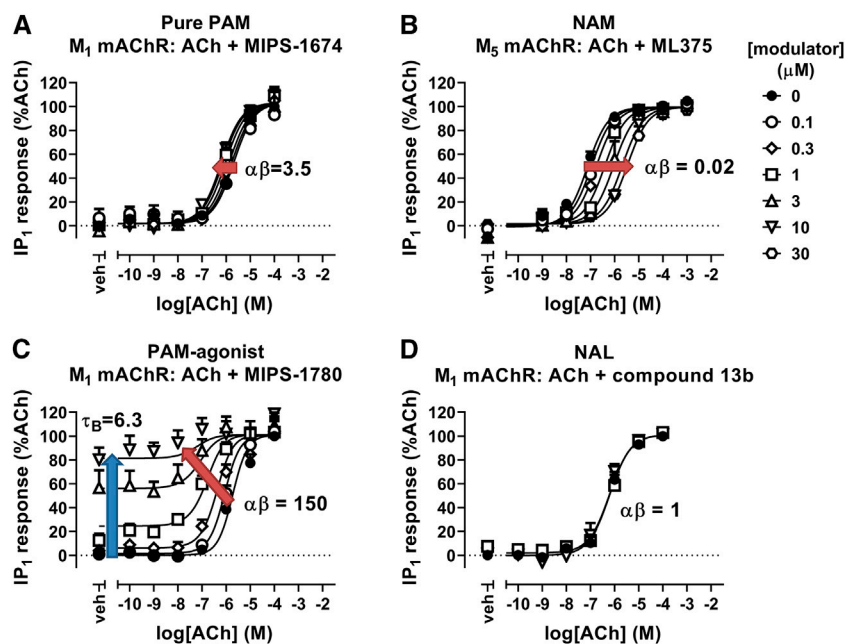 A
Pure PAM
M₁ mAChR: ACh + MIPS-1674
IP₁ response (%ACh)
120
100
80
60
40
20
0
αβ=3.5
veh
-10 -9 -8 -7 -6 -5 -4 -3 -2
log[ACh] (M)
B
NAM
M₅ mAChR: ACh + ML375
IP₁ response (%ACh)
120
100
80
60
40
20
0
αβ = 0.02
veh
-10 -9 -8 -7 -6 -5 -4 -3 -2
log[ACh] (M)
[modulator]
(μM)
0
0.1
0.3
1
3
10
30
C
PAM-agonist
M₁ mAChR: ACh + MIPS-1780
IP₁ response (%ACh)
120
100
80
60
40
20
0
τB=6.3
αβ = 150
veh
-10 -9 -8 -7 -6 -5 -4 -3 -2
log[ACh] (M)
D
NAL
M₁ mAChR: ACh + compound 13b
IP₁ response (%ACh)
120
100
80
60
40
20
0
αβ = 1
veh
-10 -9 -8 -7 -6 -5 -4 -3 -2
log[ACh] (M)